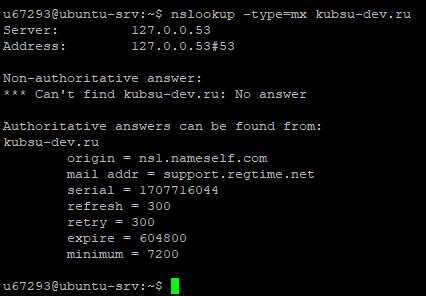 u67293@ubuntu-srv:~$ nslookup -type=mx kubsu-dev.ru
Server:         127.0.0.53
Address:        127.0.0.53#53
Non-authoritative answer:
*** Can't find kubsu-dev.ru: No answer
Authoritative answers can be found from:
kubsu-dev.ru
        origin = ns1.nameself.com
        mail addr = support.regtime.net
        serial = 1707716044
        refresh = 300
        retry = 300
        expire = 604800
        minimum = 7200
u67293@ubuntu-srv:~$